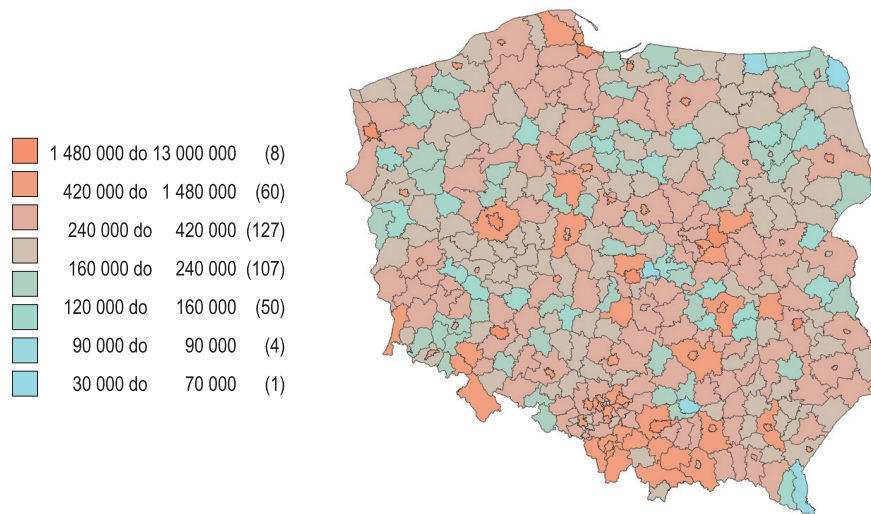 1 480 000 do 13 000 000 (8)
420 000 do 1 480 000 (60)
240 000 do 420 000 (127)
160 000 do 240 000 (107)
120 000 do 160 000 (50)
90 000 do 90 000 (4)
30 000 do 70 000 (1)